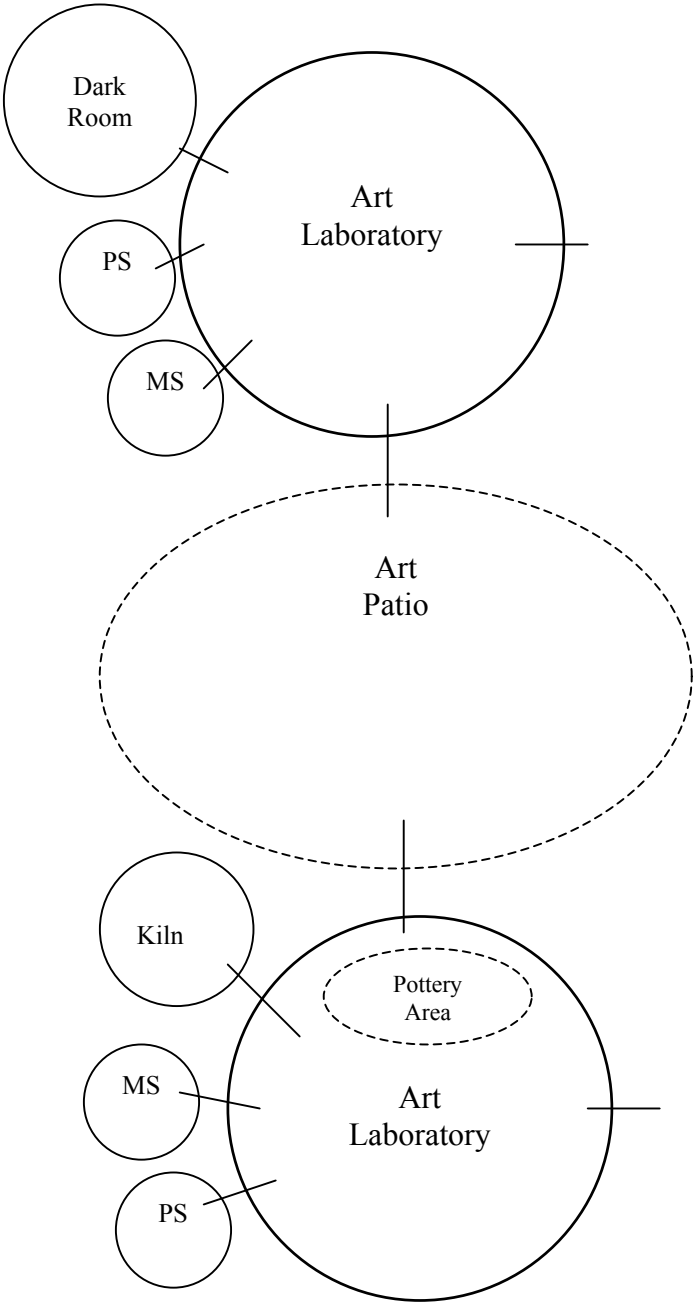 Dark
Room
Art
Laboratory
PS
MS
Art
Patio
Kiln
Pottery
Area
MS
Art
Laboratory
PS